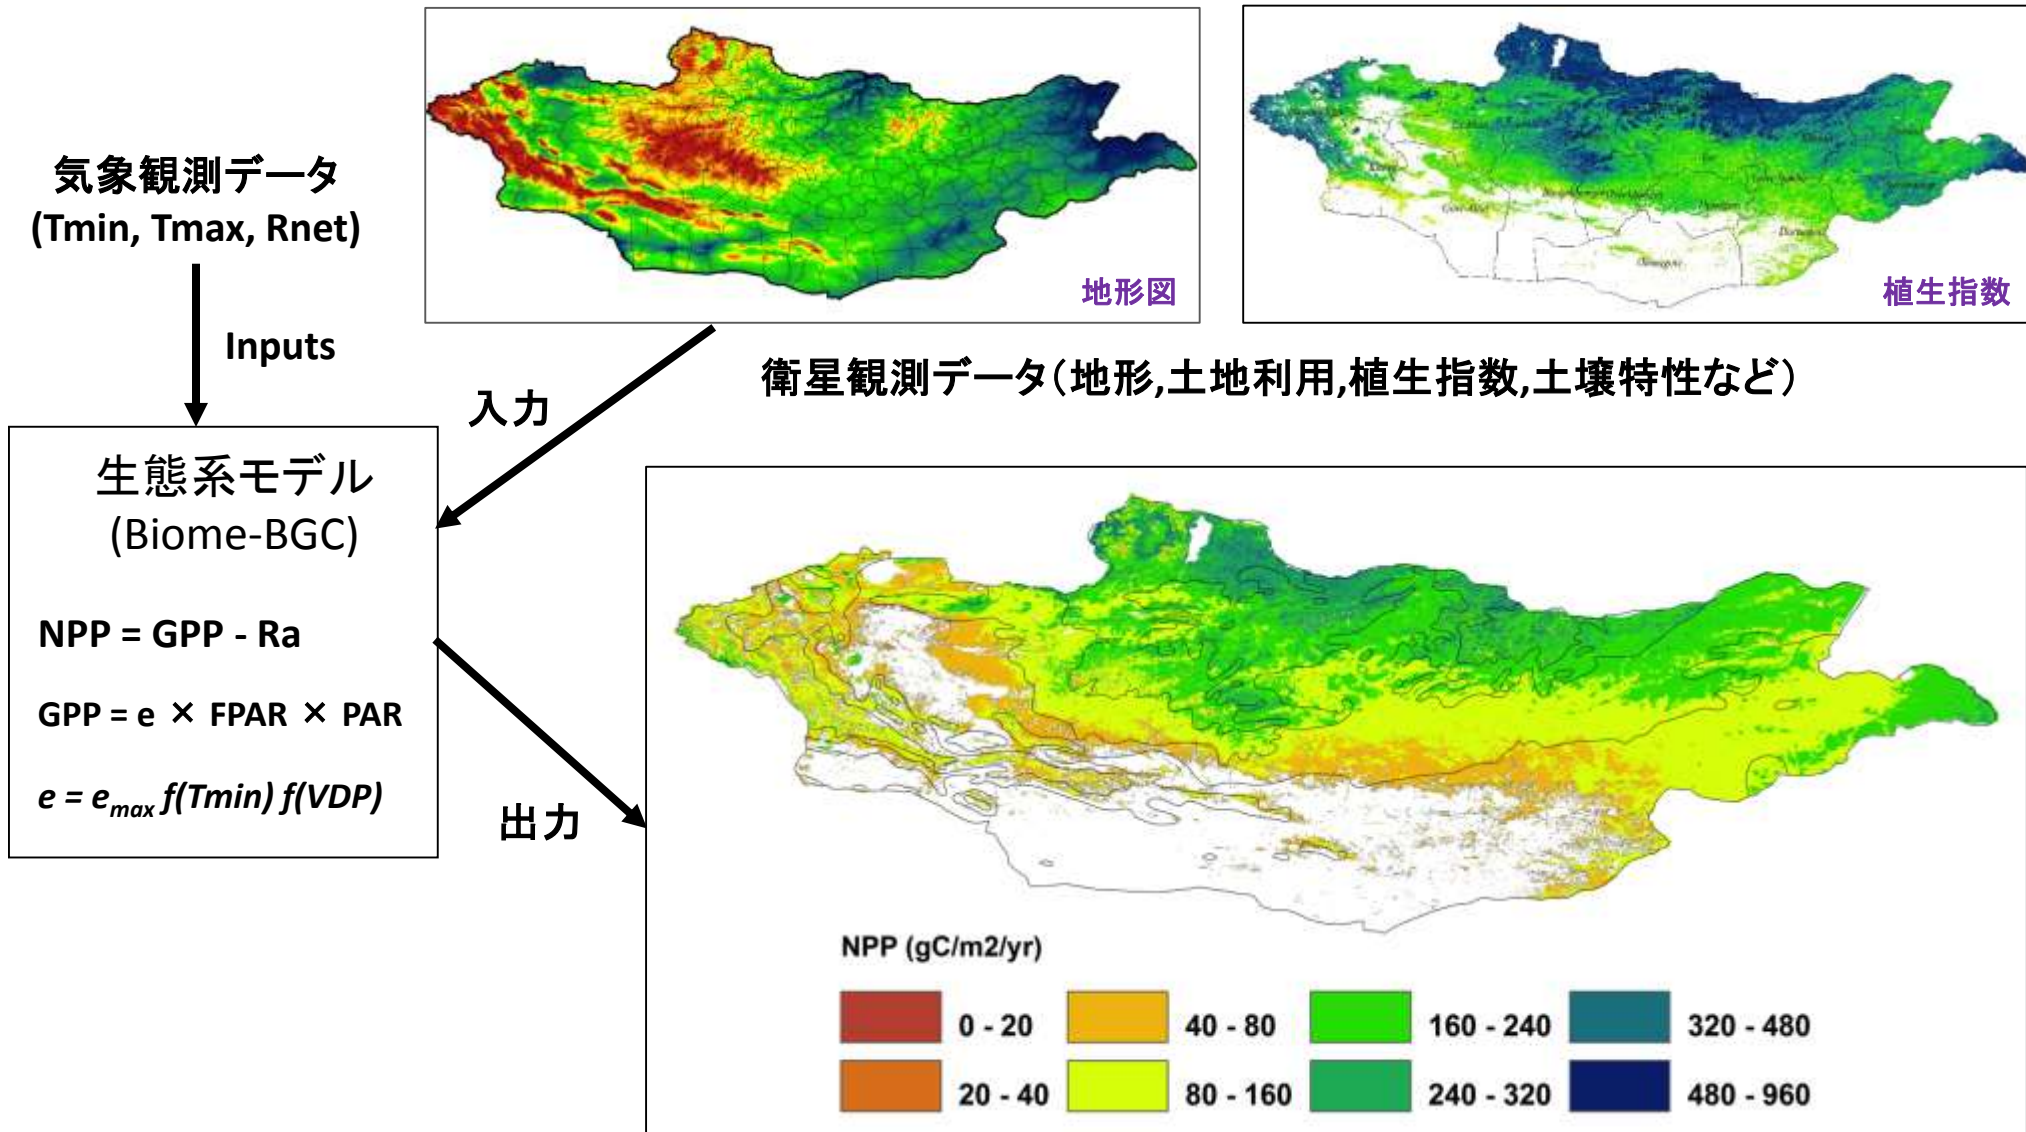 気象観測データ
(Tmin, Tmax, Rnet)
Inputs
地形図
植生指数
衛星観測データ(地形,土地利用,植生指数,土壌特性など)
入力
生態系モデル
(Biome-BGC)
NPP = GPP - Ra
GPP = e × FPAR × PAR
e = emax f(Tmin) f(VDP)
出力
NPP (gC/m2/yr)
0 - 20
40 - 80
160 - 240
320 - 480
20 - 40
80 - 160
240 - 320
480 - 960